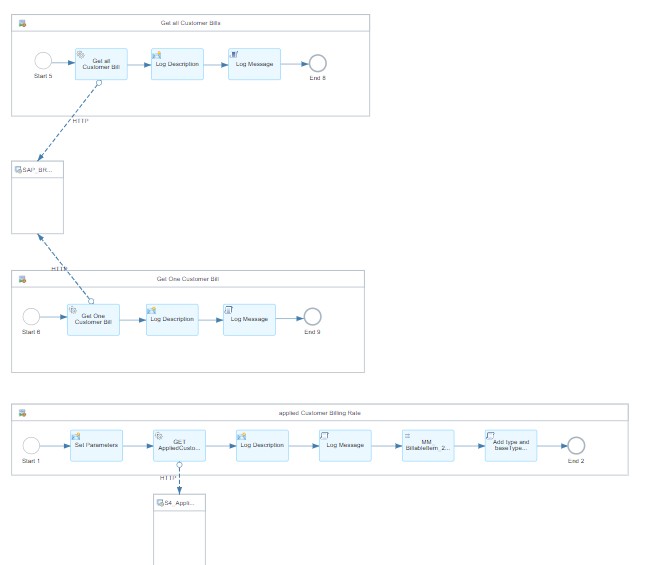 Get all Customer Bills
Start 5
Get all
Customer Bill
Log Description
Log Message
End 8
HTTP
SAP_BR...
HTTP
Get One Customer Bill
Start 6
Get One
Customer Bill
Log Description
Log Message
End 9
applied Customer Billing Rate
Start 1
Set Parameters
GET
AppliedCusto...
Log Description
Log Message
MM
BillableItem_2...
Add type and
baseType...
End 2
HTTP
S4_Appli...